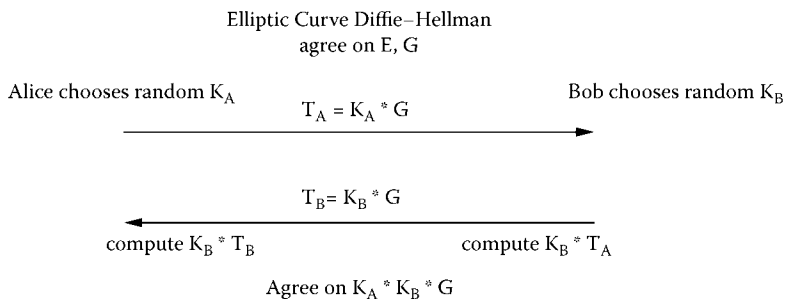 Elliptic Curve Diffie–Hellman
agree on E, G
Alice chooses random K_A
Bob chooses random K_B
T_A = K_A * G
T_B= K_B * G
compute K_B * T_B
compute K_B * T_A
Agree on K_A * K_B * G